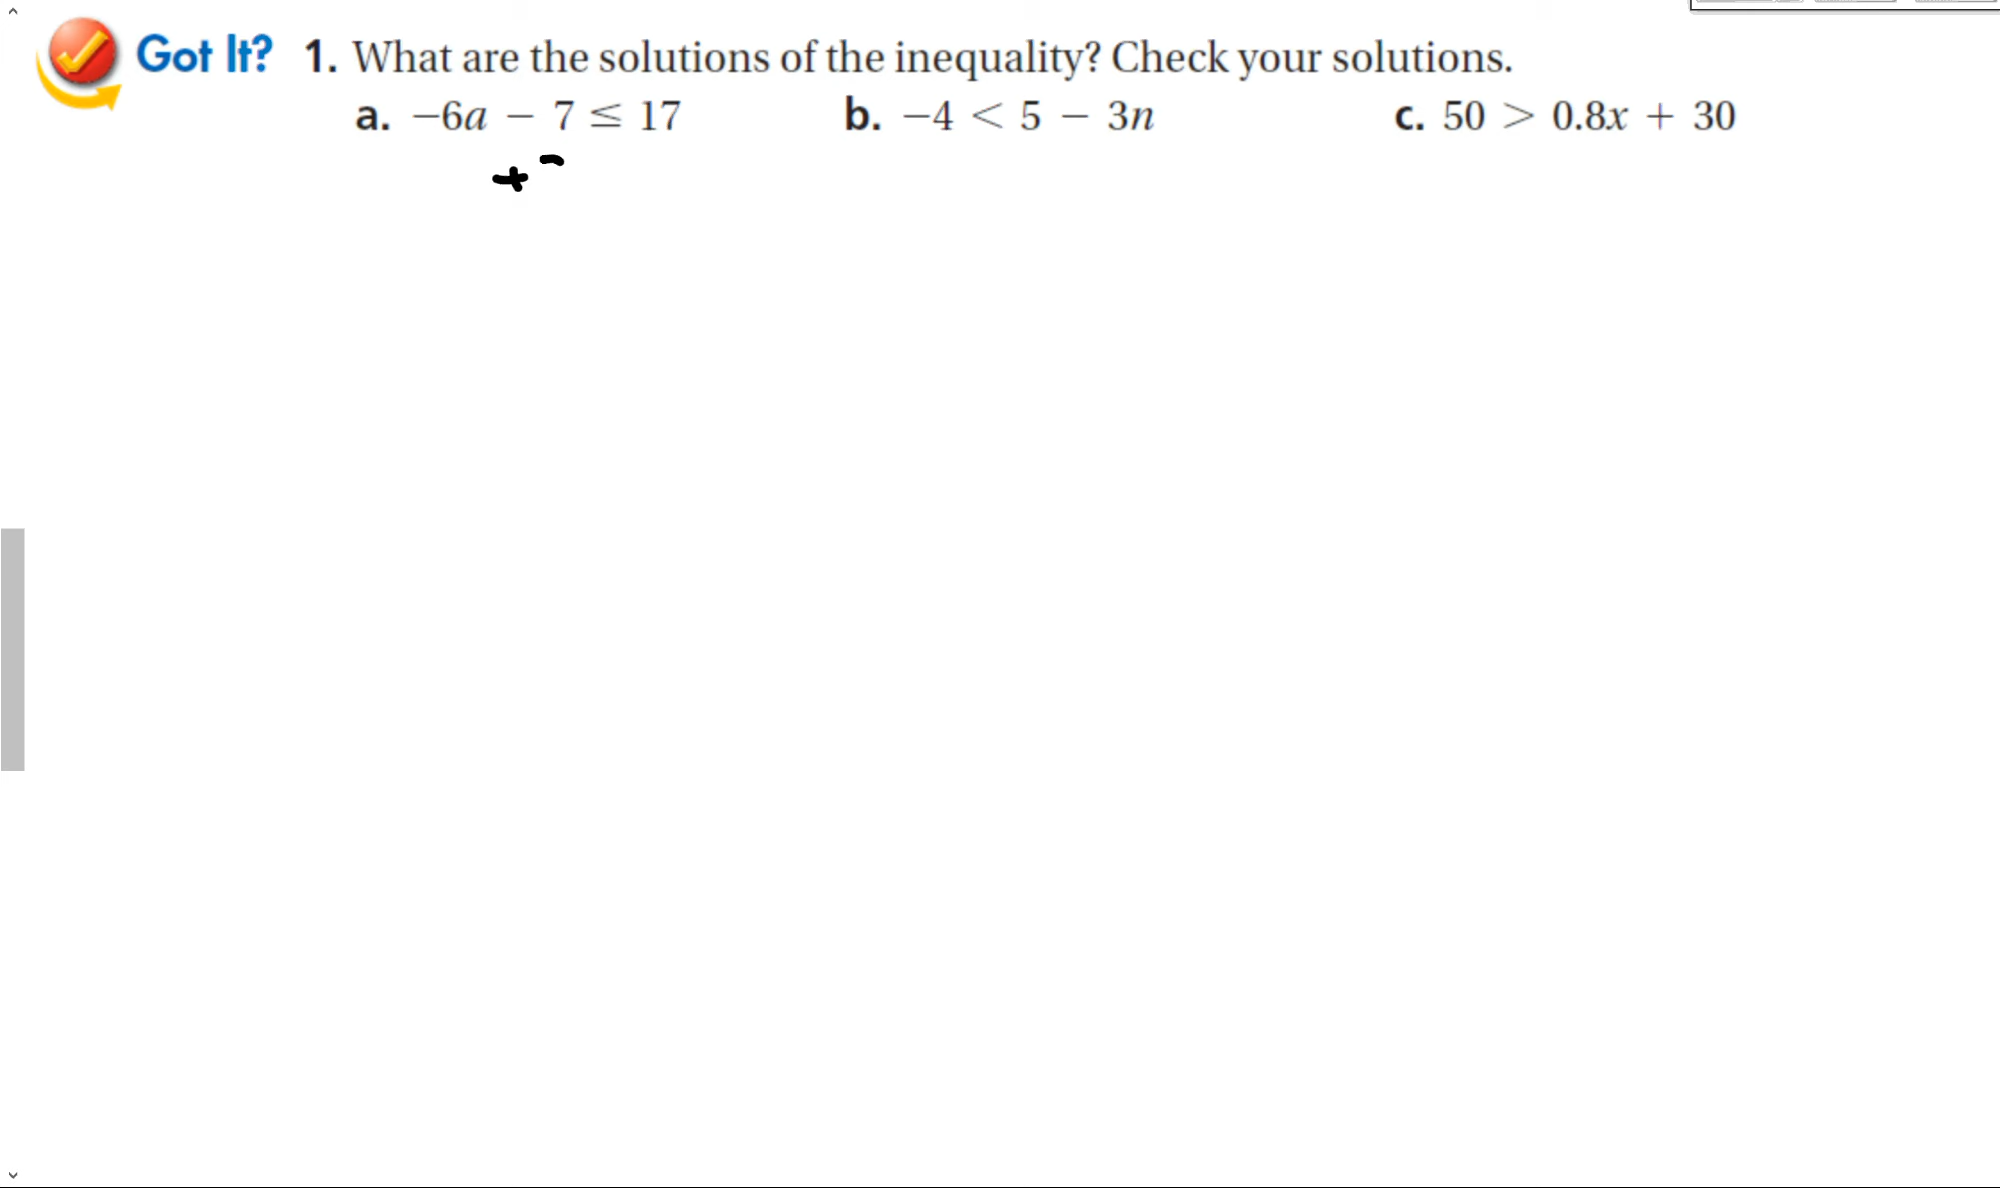 Got It? 1. What are the solutions of the inequality? Check your solutions.
a. −6a − 7 ≤ 17 b. −4 < 5 − 3n c. 50 > 0.8x + 30
+ -